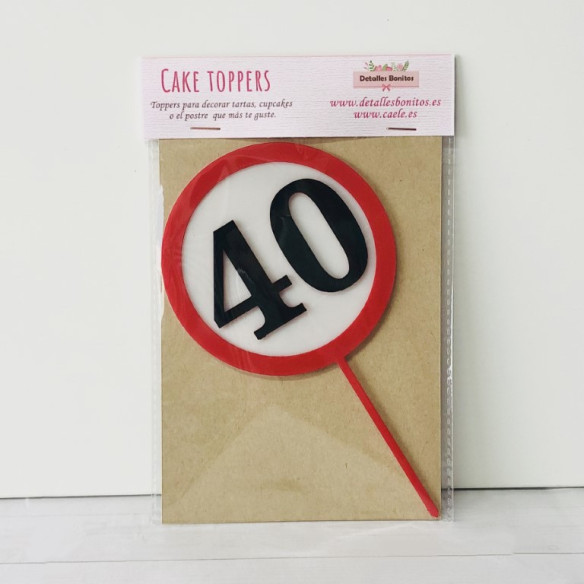 CAKE TOPPERS
Toppers para decorar tartas, cupcakes
o el postre que más te guste.
Detalles Bonitos
www.detallesbonitos.es
www.caele.es
40